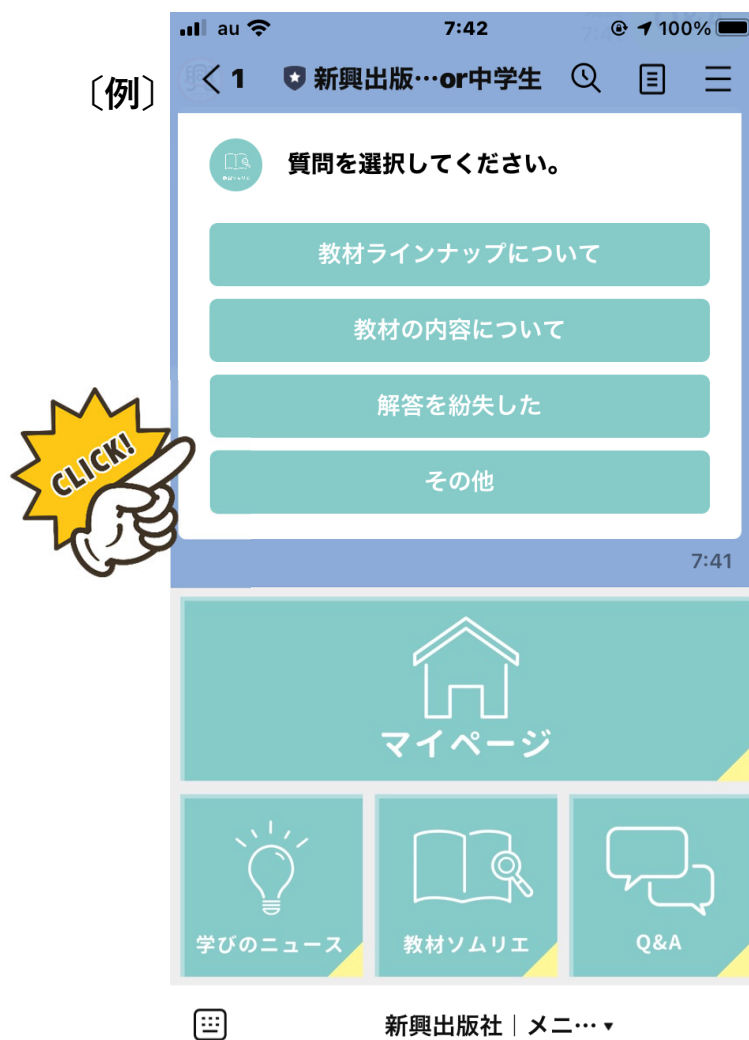 au 7:42 100%
〔例〕
1 新興出版…or中学生
質問を選択してください。
教材ラインナップについて
教材の内容について
解答を紛失した
CLICK!
その他
7:41
マイページ
学びのニュース 教材ソムリエ Q&A
新興出版社｜メニ…▾